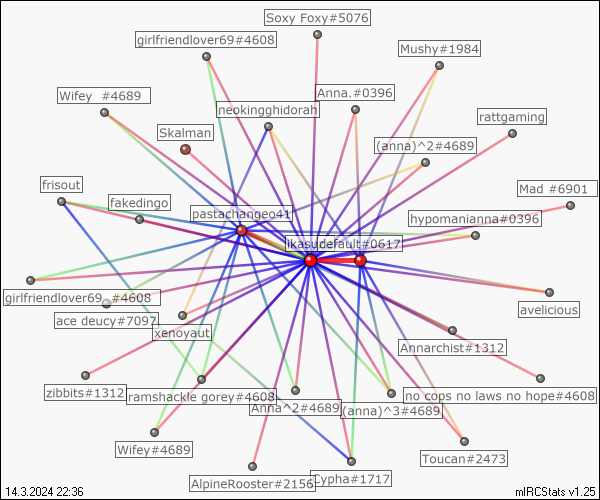 Soxy Foxy#5076
girlfriendlover69#4608
Mushy#1984
Wifey #4689
Anna.#0396
neokingghidorah
rattgaming
Skalman
(anna)^2#4689
frisout
Mad #6901
fakedingo
pastachangeo41
hypomanianna#0396
ikasudefault#0617
girlfriendlover69_#4608
avelicious
ace deucy#7097
xenoyaut
Annarchist#1312
zibbits#1312
ramshackle gorey#4608
no cops no laws no hope#4608
Anna^2#4689
(anna)^3#4689
Wifey#4689
Toucan#2473
AlpineRooster#2156
Cypha#1717
14.3.2024 22:36
mIRCStats v1.25